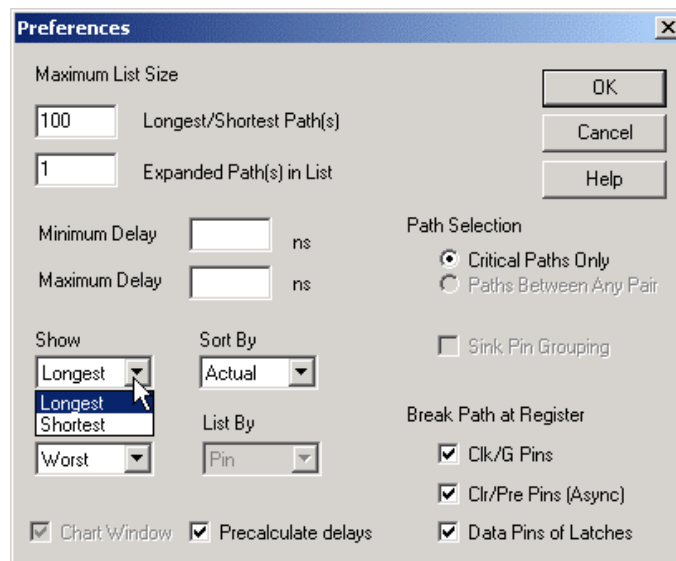 Preferences
Maximum List Size
OK
100 Longest/Shortest Path(s)
Cancel
1 Expanded Path(s) in List
Help
Minimum Delay ns
Path Selection
Critical Paths Only
Maximum Delay ns
Paths Between Any Pair
Show Sort By
Sink Pin Grouping
Longest Actual
Longest
Shortest
List By
Break Path at Register
Worst Pin
Clk/G Pins
Clr/Pre Pins (Async)
Chart Window Precalculate delays
Data Pins of Latches